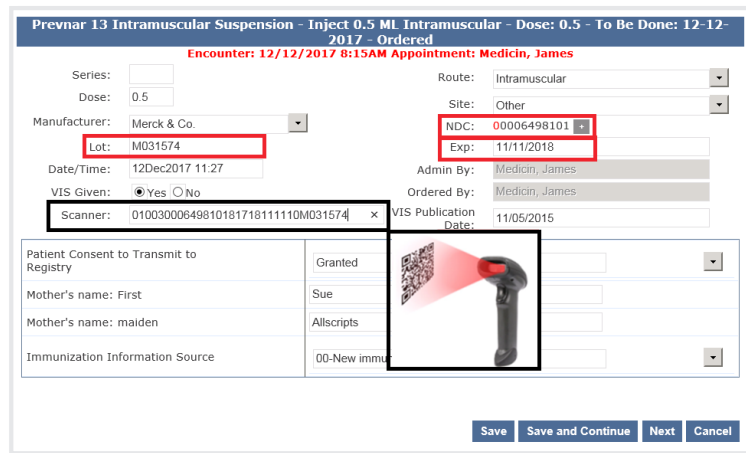 Prevnar 13 Intramuscular Suspension - Inject 0.5 ML Intramuscular - Dose: 0.5 - To Be Done: 12-12-
2017 - Ordered
Encounter: 12/12/2017 8:15AM Appointment: Medicin, James
Series:
Route: Intramuscular
Dose: 0.5
Site: Other
Manufacturer: Merck & Co.
NDC: 00006498101 +
Lot: M031574
Exp: 11/11/2018
Date/Time: 12Dec2017 11:27
Admin By: Medicin, James
VIS Given: Yes No
Ordered By: Medicin, James
Scanner: 01003000649810181718111110M031574 ×
VIS Publication
Date: 11/05/2015
Patient Consent to Transmit to
Registry
Granted
Mother's name: First
Sue
Mother's name: maiden
Allscripts
Immunization Information Source
00-New immu
Save Save and Continue Next Cancel